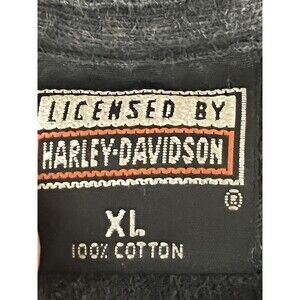 LICENSED BY
HARLEY-DAVIDSON
®
XL
100% COTTON